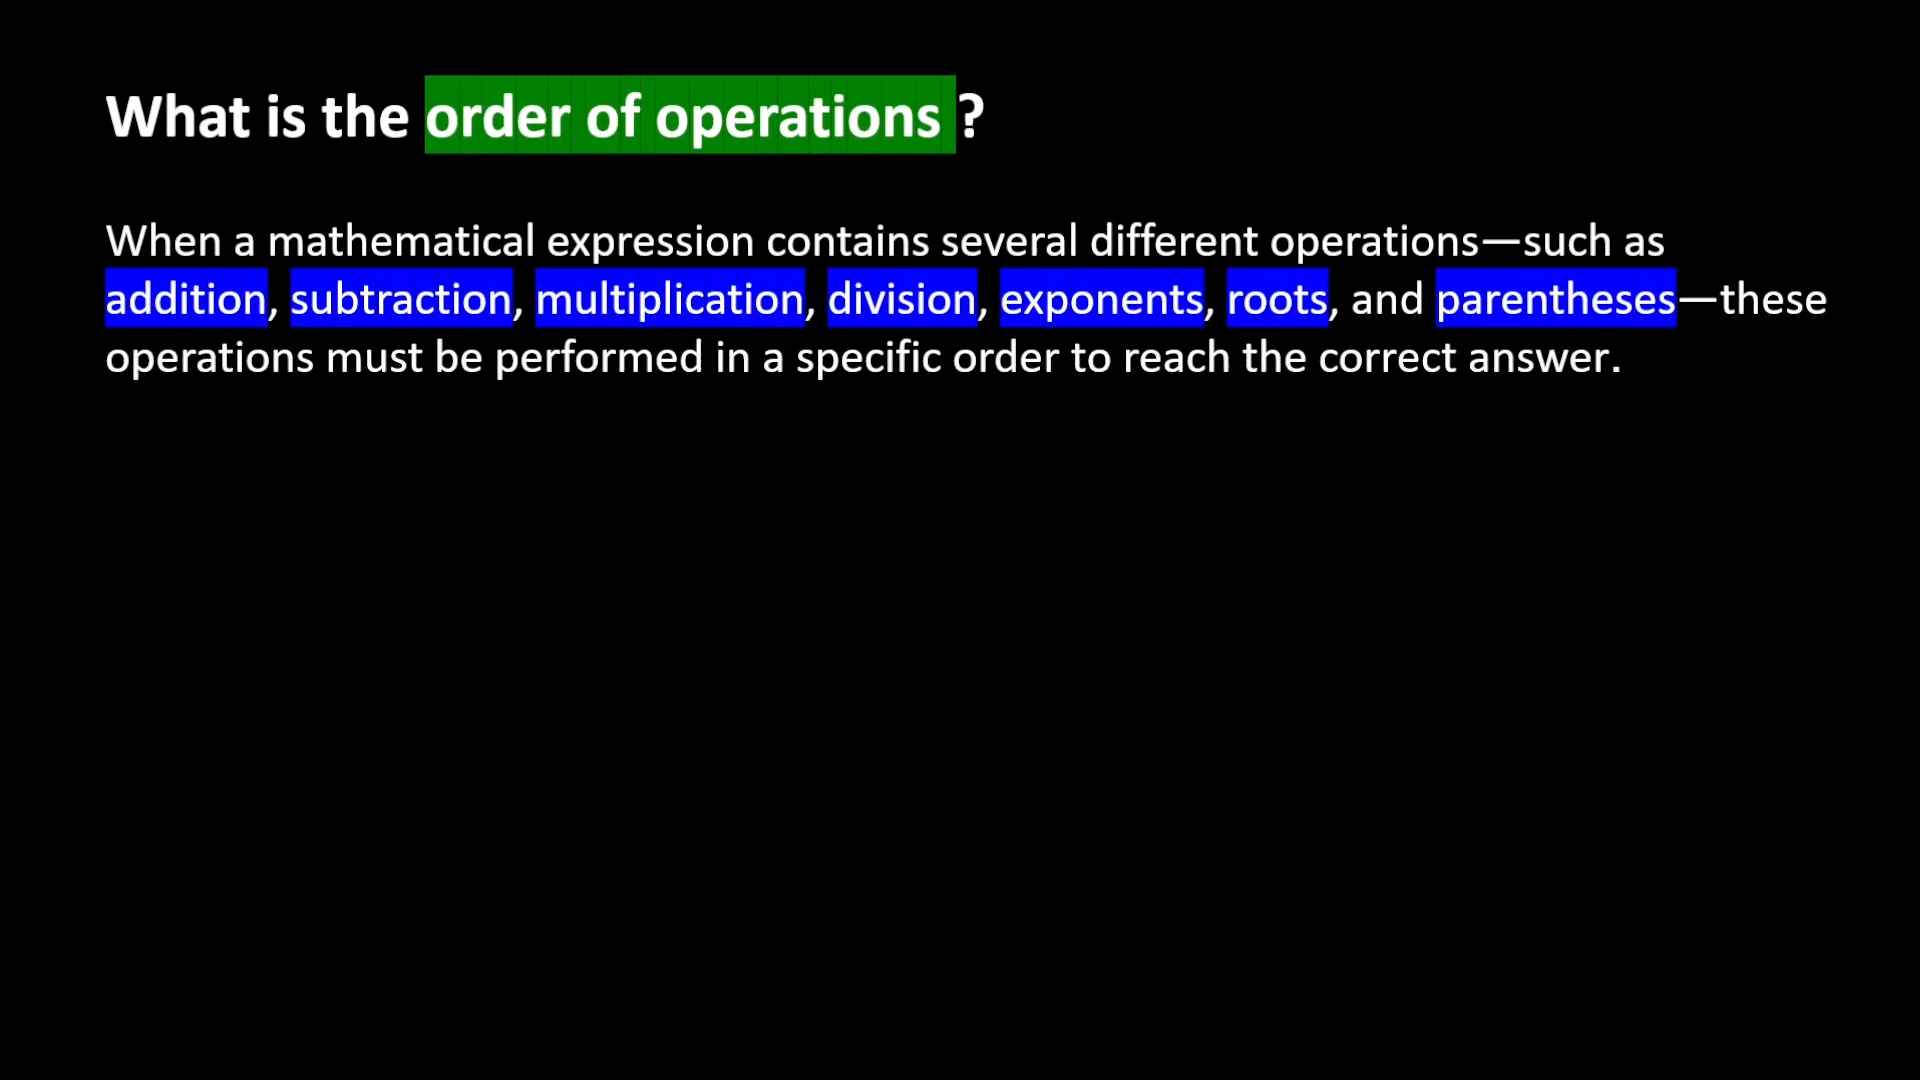 What is the order of operations ?
When a mathematical expression contains several different operations—such as
addition, subtraction, multiplication, division, exponents, roots, and parentheses—these
operations must be performed in a specific order to reach the correct answer.